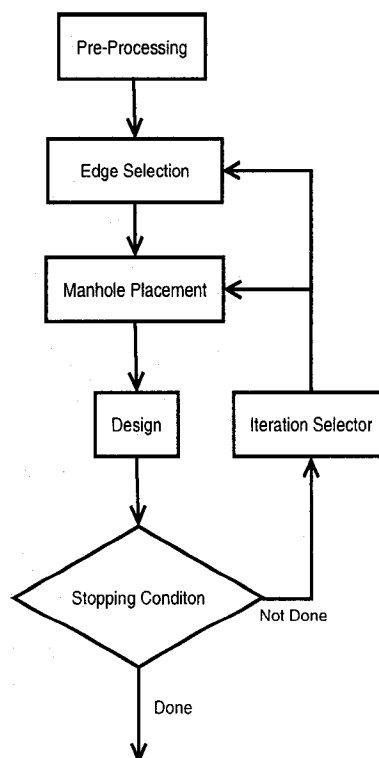 Pre-Processing
Edge Selection
Manhole Placement
Design
Iteration Selector
Stopping Conditon
Not Done
Done